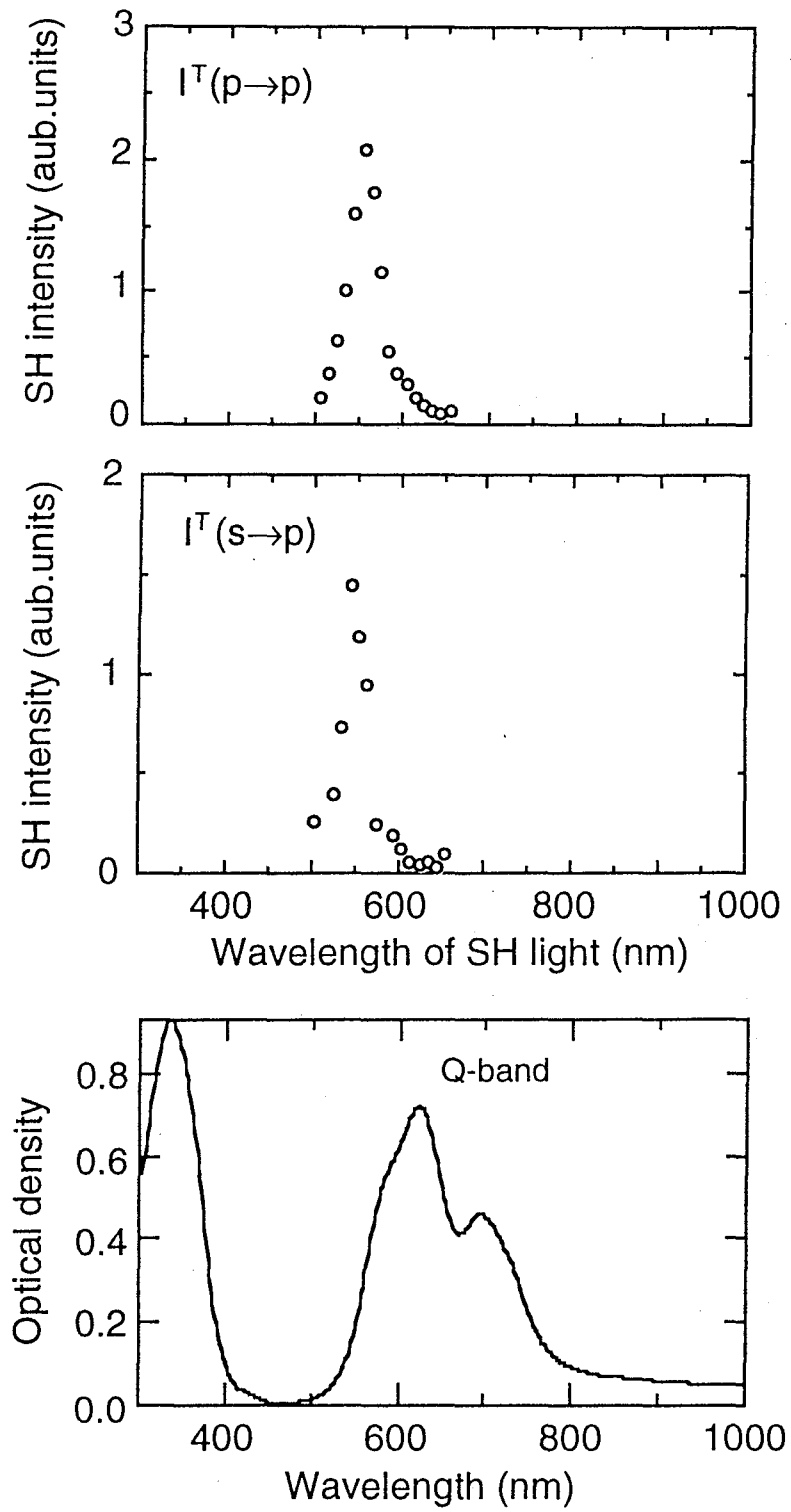 3
I^T(p→p)
2
1
0
SH intensity (aub.units)
2
I^T(s→p)
1
0
SH intensity (aub.units)
400 600 800 1000
Wavelength of SH light (nm)
Q-band
0.8
0.6
0.4
0.2
0.0
Optical density
400 600 800 1000
Wavelength (nm)